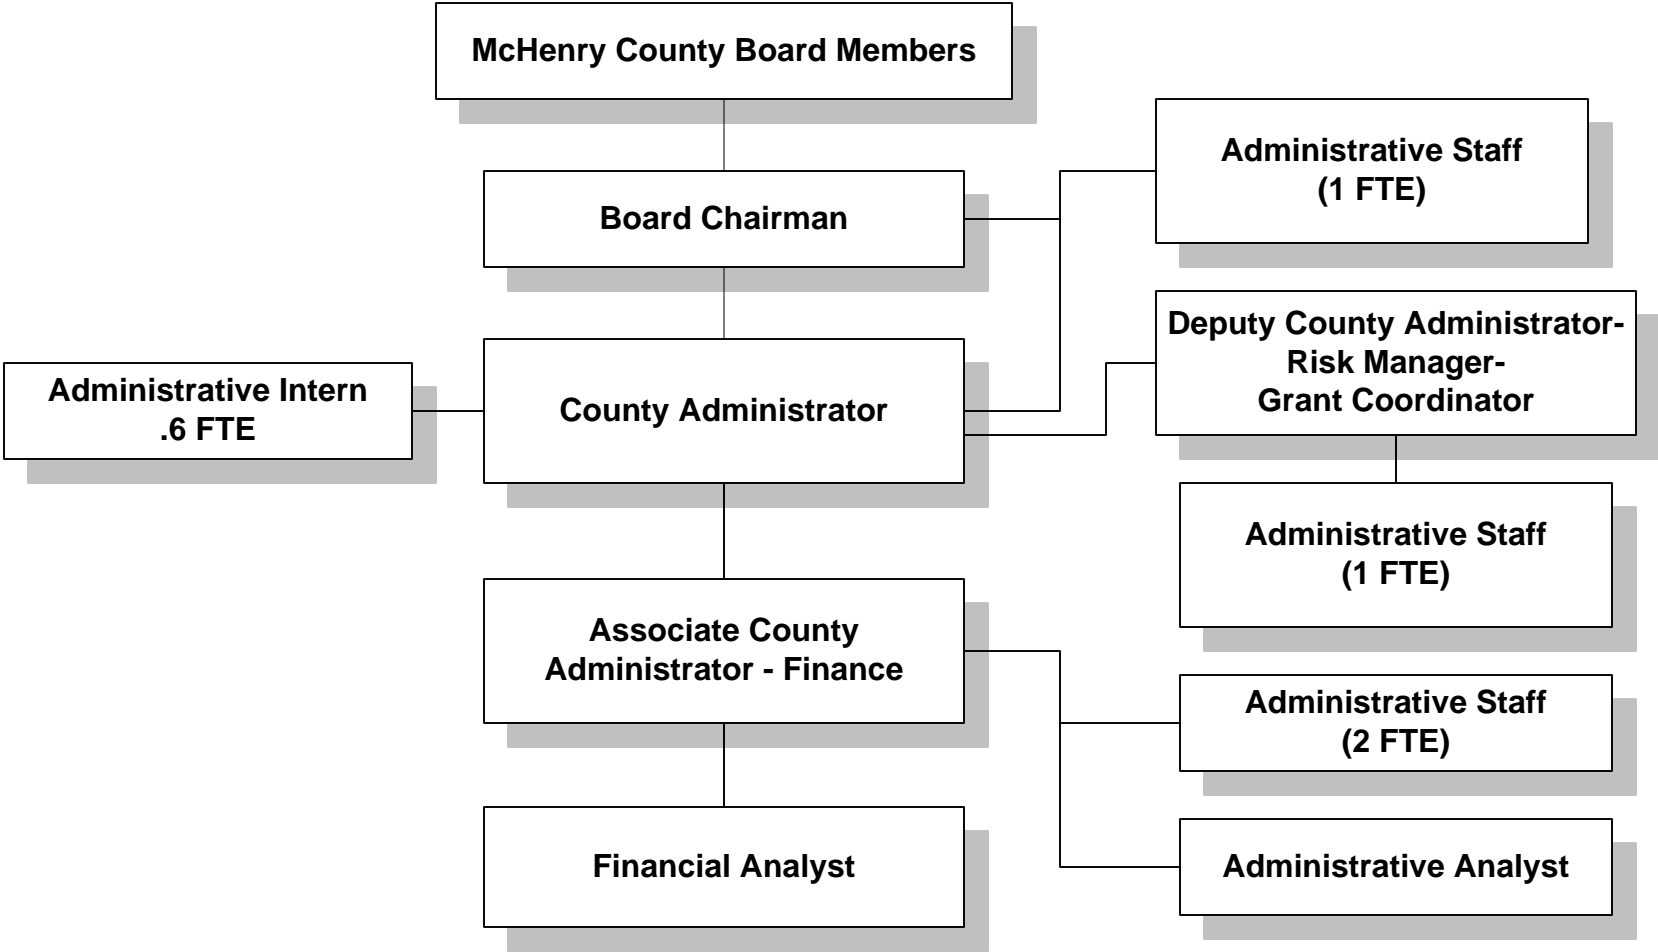 McHenry County Board Members
Administrative Staff
(1 FTE)
Board Chairman
Deputy County Administrator-
Risk Manager-
Grant Coordinator
Administrative Intern
.6 FTE
County Administrator
Administrative Staff
(1 FTE)
Associate County
Administrator - Finance
Administrative Staff
(2 FTE)
Financial Analyst
Administrative Analyst